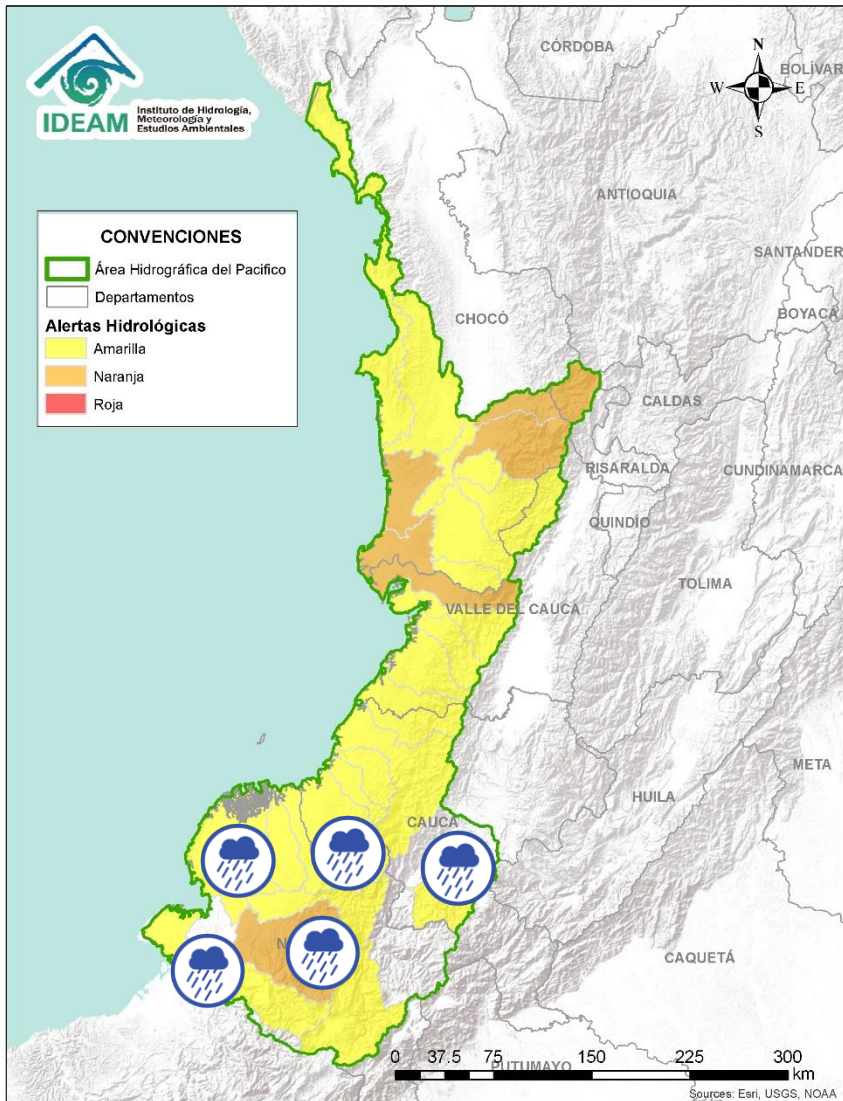 IDEAM
Instituto de Hidrología,
Meteorología y
Estudios Ambientales
CÓRDOBA
BOLÍVAR
N
W
E
S
ANTIOQUIA
SANTANDER
BOYACÁ
CONVENCIONES
Área Hidrográfica del Pacifico
Departamentos
Alertas Hidrológicas
Amarilla
Naranja
Roja
CHOCÓ
CALDAS
RISARALDA
CUNDINAMARCA
QUINDÍO
TOLIMA
VALLE DEL CAUCA
META
HUILA
CAUCA
CAQUETÁ
PUTUMAYO
0 37.5 75 150 225 300
km
Sources: Esri, USGS, NOAA